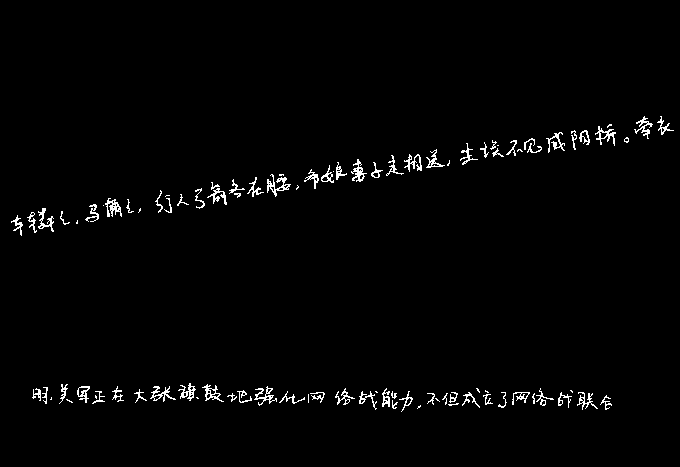 车辚辚，马萧萧，行人弓箭各在腰，爷娘妻子走相送，尘埃不见咸阳桥。牵衣
明，美军正在大张旗鼓地强化网络战能力，不但成立了网络战联合